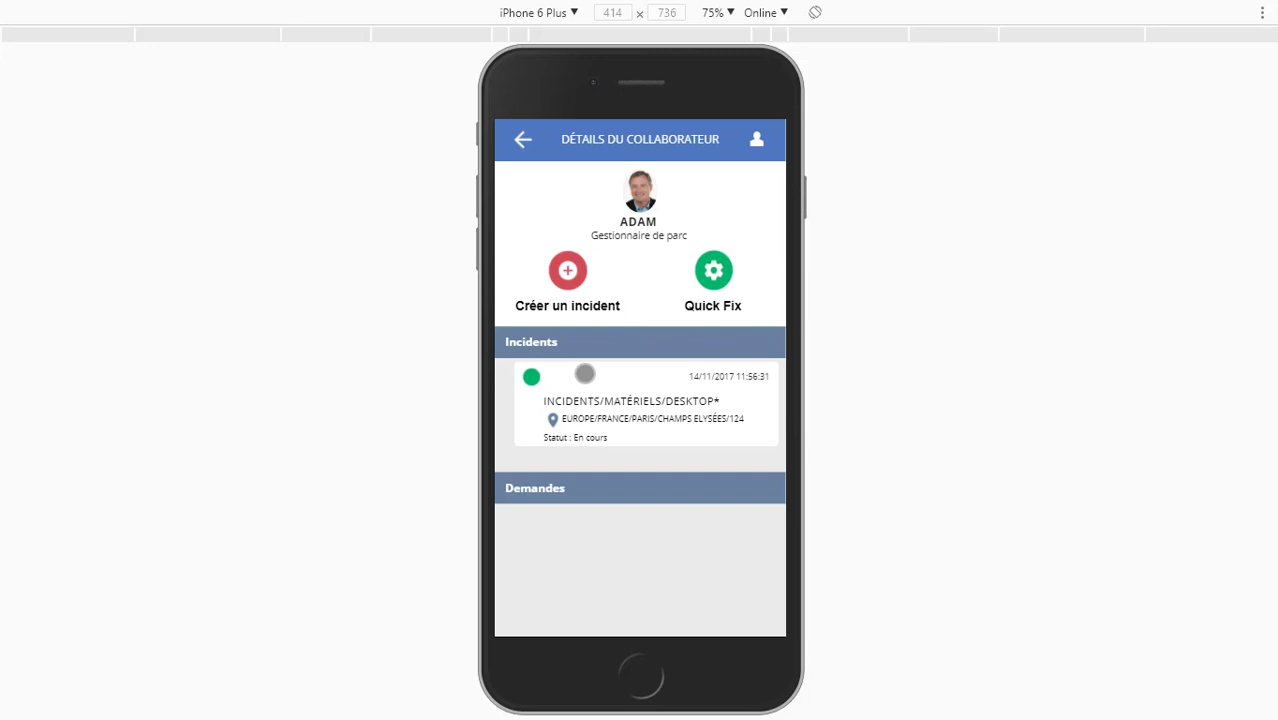 iPhone 6 Plus 414 x 736 75% Online
DÉTAILS DU COLLABORATEUR
ADAM
Gestionnaire de parc
Créer un incident Quick Fix
Incidents
14/11/2017 11:56:31
INCIDENTS/MATÉRIELS/DESKTOP*
EUROPE/FRANCE/PARIS/CHAMPS ELYSÉES/124
Statut : En cours
Demandes